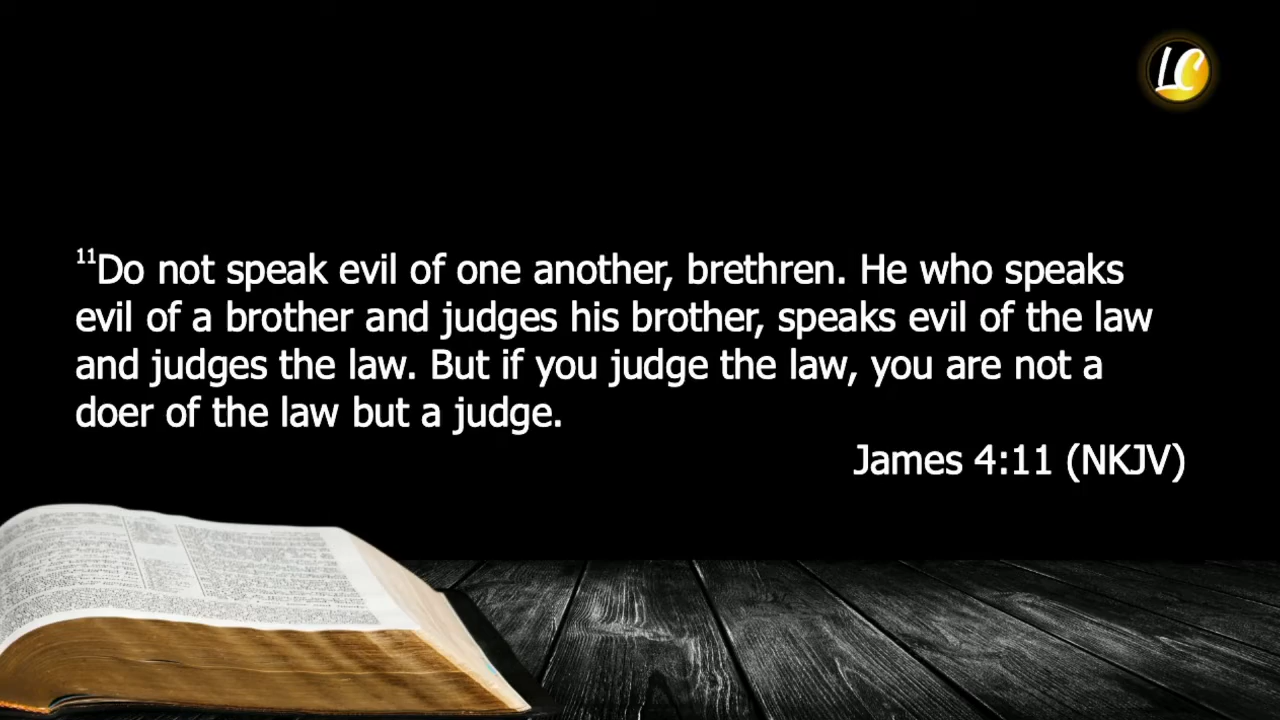 LC
¹¹Do not speak evil of one another, brethren. He who speaks
evil of a brother and judges his brother, speaks evil of the law
and judges the law. But if you judge the law, you are not a
doer of the law but a judge.
James 4:11 (NKJV)